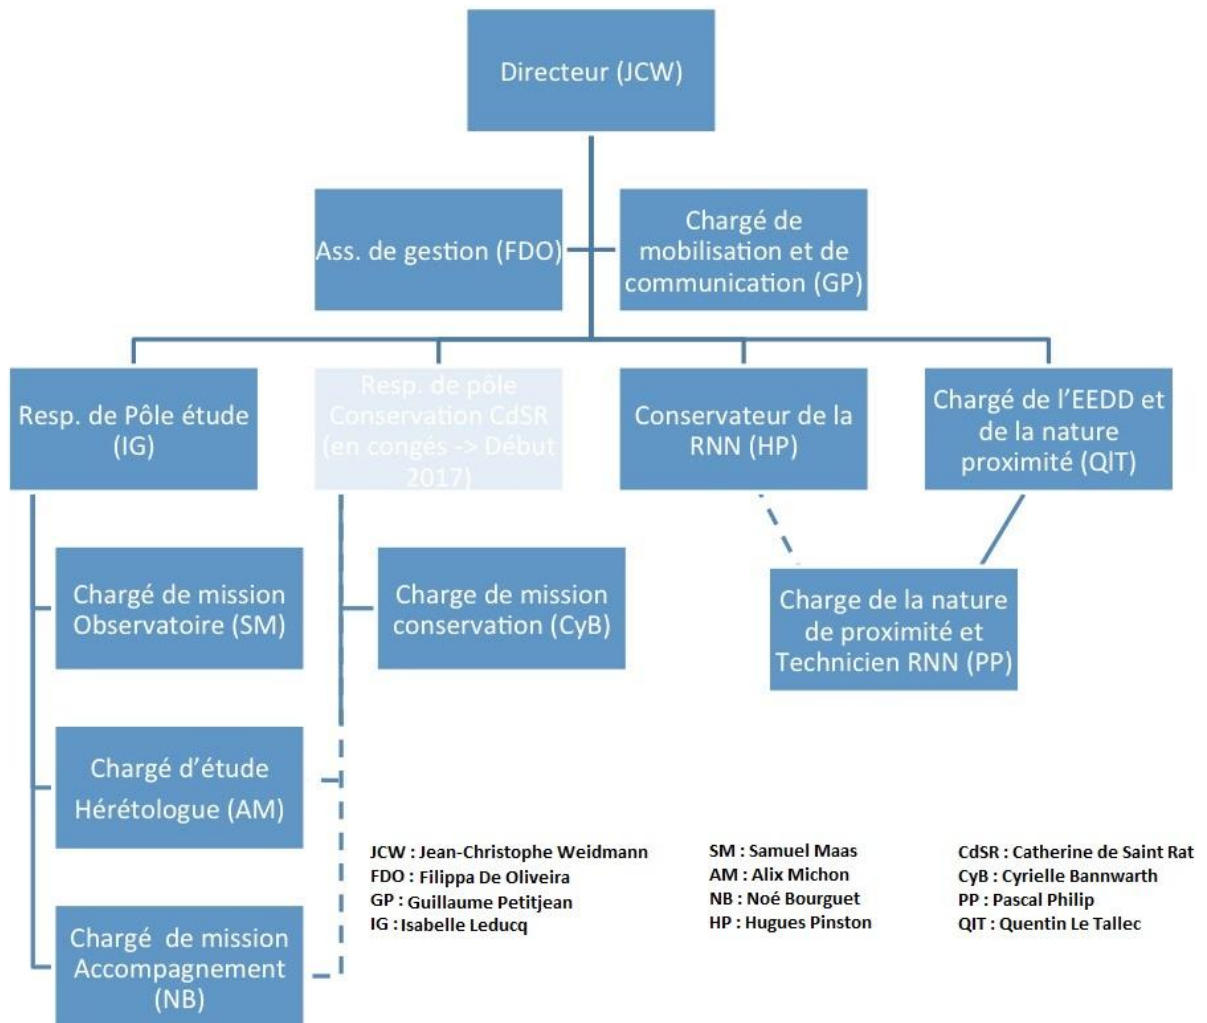 Directeur (JCW)
Ass. de gestion (FDO)
Chargé de
mobilisation et de
communication (GP)
Resp. de Pôle étude
(IG)
Resp. de pôle
Conservation CdSR
(en congés -> Début
2017)
Conservateur de la
RNN (HP)
Chargé de l’EEDD et
de la nature
proximité (QlT)
Chargé de mission
Observatoire (SM)
Charge de mission
conservation (CyB)
Charge de la nature
de proximité et
Technicien RNN (PP)
Chargé d’étude
Hérétologue (AM)
Chargé de mission
Accompagnement
(NB)
JCW : Jean-Christophe Weidmann
FDO : Filippa De Oliveira
GP : Guillaume Petitjean
IG : Isabelle Leducq
SM : Samuel Maas
AM : Alix Michon
NB : Noé Bourguet
HP : Hugues Pinston
CdSR : Catherine de Saint Rat
CyB : Cyrielle Bannwarth
PP : Pascal Philip
QlT : Quentin Le Tallec